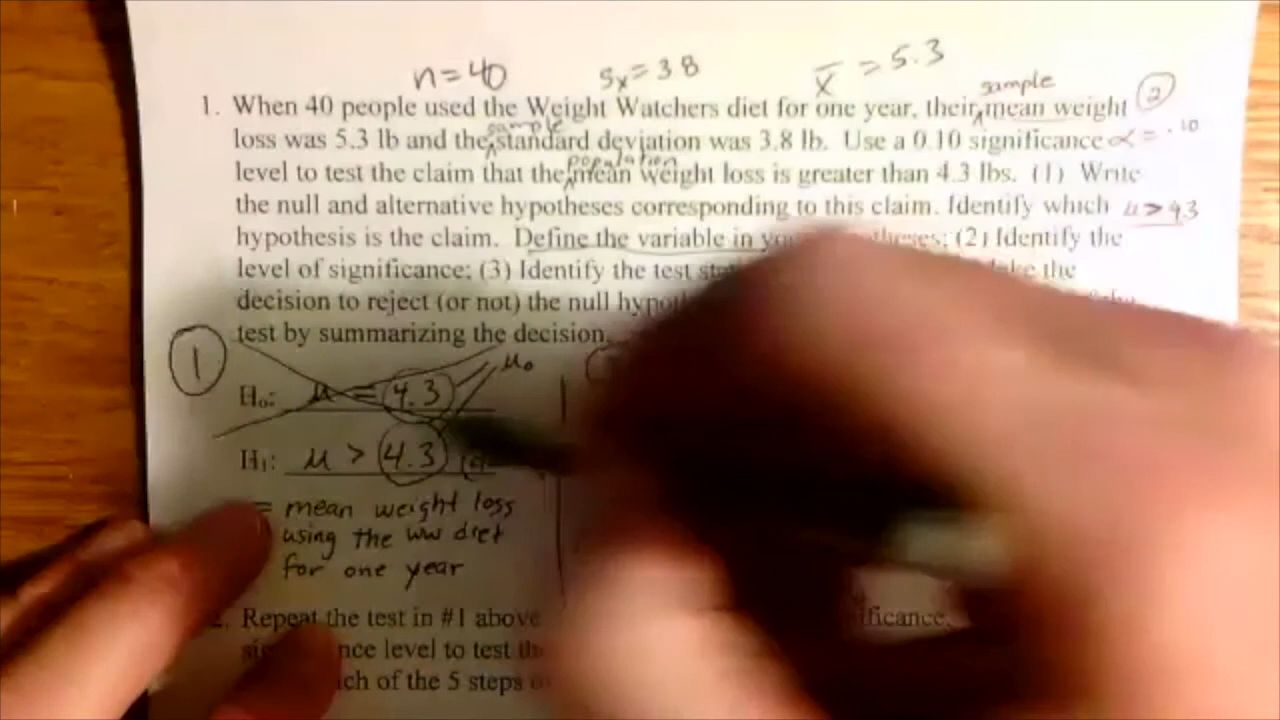 n=40 Sx=3.8 x̄=5.3
sample
1. When 40 people used the Weight Watchers diet for one year, their mean weight ②
sample
loss was 5.3 lb and the standard deviation was 3.8 lb. Use a 0.10 significance α=.10
population
level to test the claim that the mean weight loss is greater than 4.3 lbs. (1) Write
the null and alternative hypotheses corresponding to this claim. Identify which μ>4.3
hypothesis is the claim. Define the variable in (2) Identify the
level of significance; (3) Identify the test the
decision to reject (or not) the null
test by summarizing the decision.
① μ₀
H₀: μ = 4.3
H₁: μ > 4.3
= mean weight loss
using the WW diet
for one year
Repeat the test in #1 above
level to test
of the 5 steps